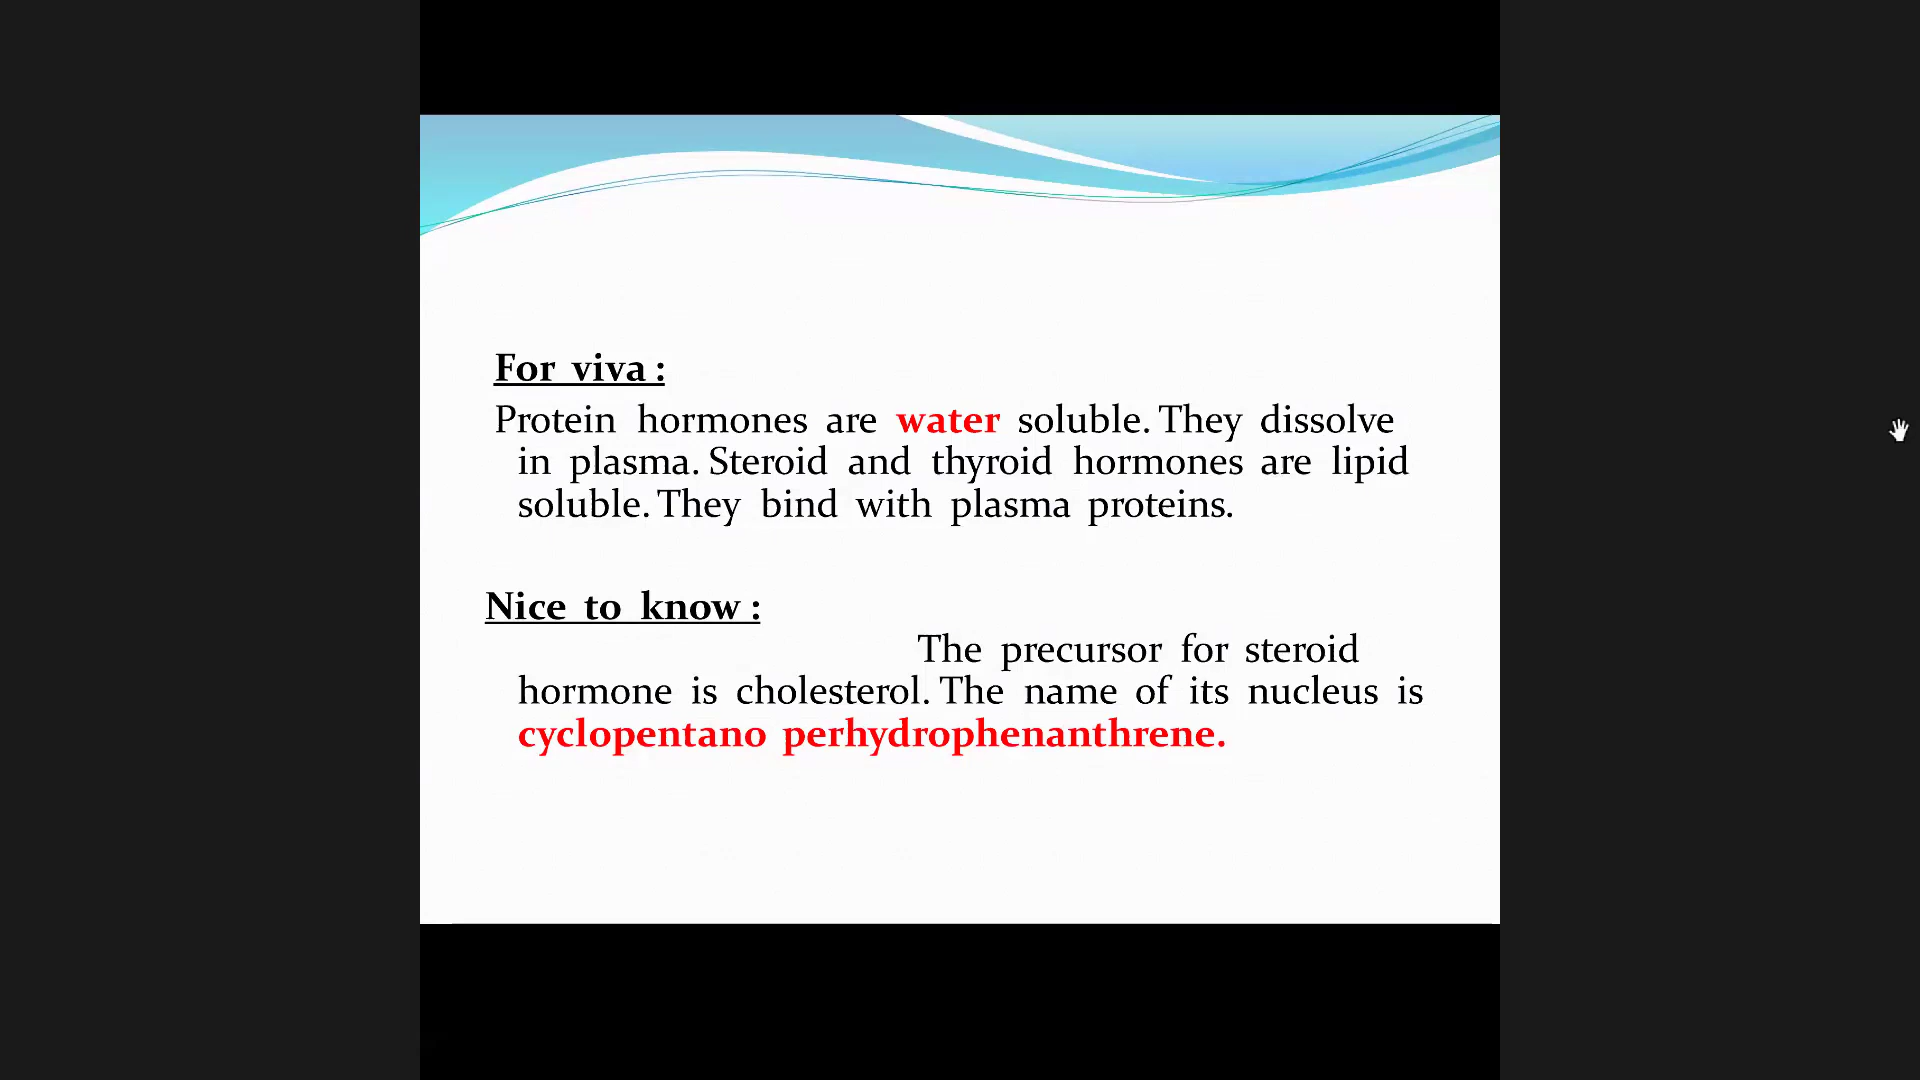 For viva :
Protein hormones are water soluble. They dissolve
in plasma. Steroid and thyroid hormones are lipid
soluble. They bind with plasma proteins.
Nice to know :
The precursor for steroid
hormone is cholesterol. The name of its nucleus is
cyclopentano perhydrophenanthrene.